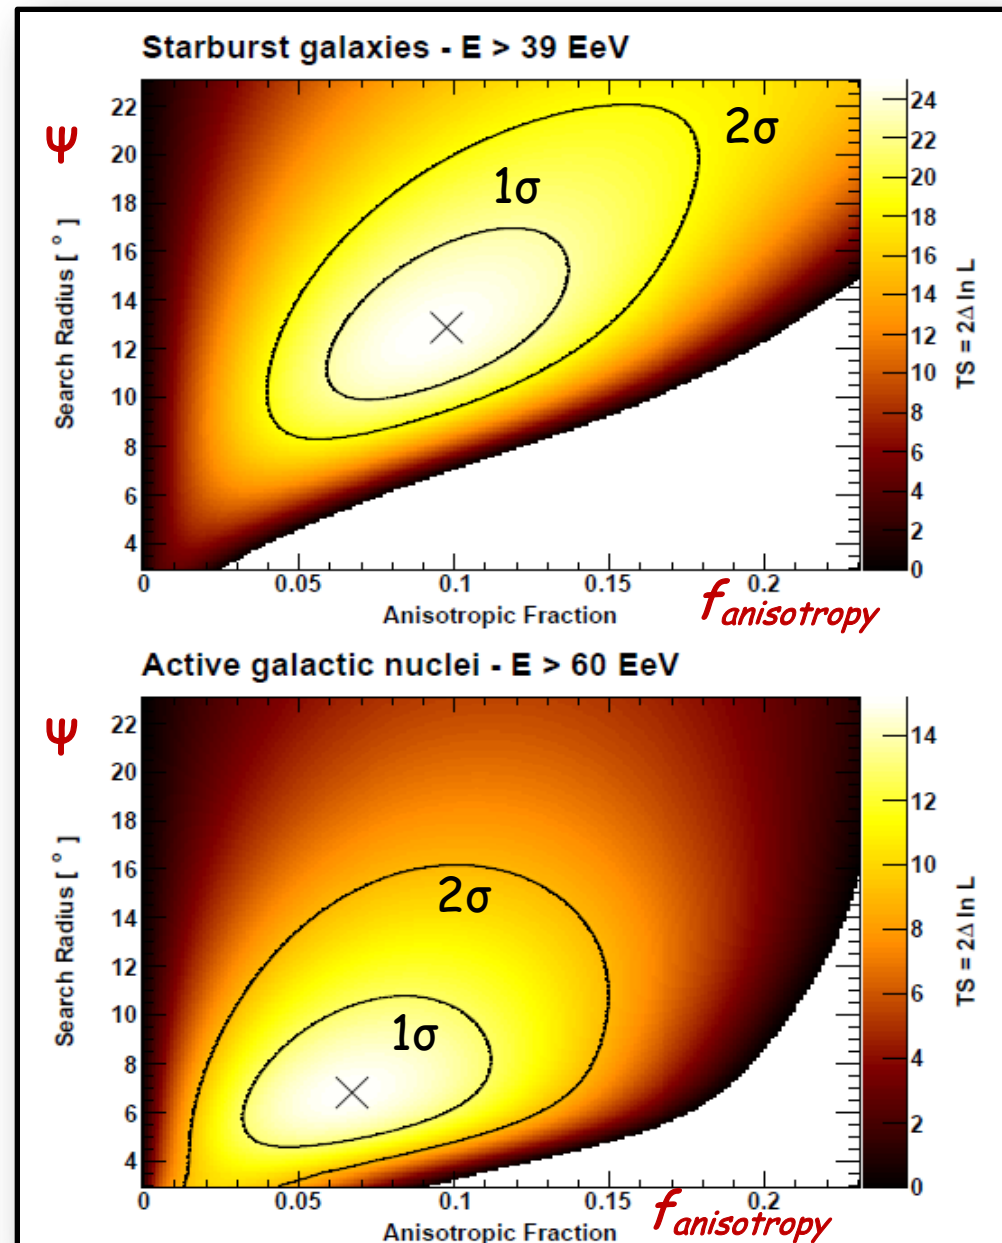 Starburst galaxies - E > 39 EeV
ψ
Search Radius [ ° ]
22
20
18
16
14
12
10
8
6
4
2σ
1σ
0 0.05 0.1 0.15 0.2
Anisotropic Fraction
f anisotropy
24
22
20
18
16
14
12
10
8
6
4
2
0
TS = 2Δ ln L
Active galactic nuclei - E > 60 EeV
ψ
Search Radius [ ° ]
22
20
18
16
14
12
10
8
6
4
2σ
1σ
0 0.05 0.1 0.15 0.2
Anisotropic Fraction
f anisotropy
14
12
10
8
6
4
2
0
TS = 2Δ ln L